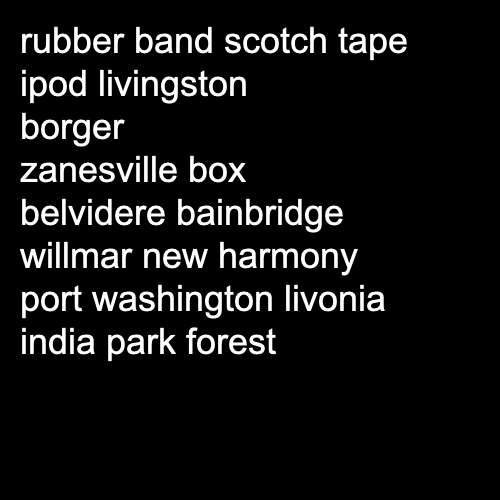 rubber band scotch tape
ipod livingston
borger
zanesville box
belvidere bainbridge
willmar new harmony
port washington livonia
india park forest